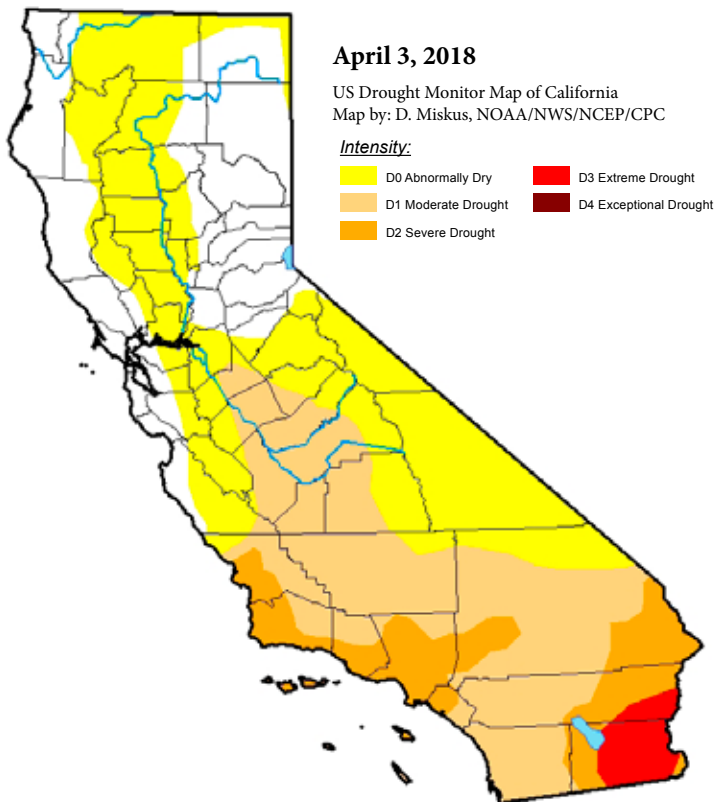 April 3, 2018
US Drought Monitor Map of California
Map by: D. Miskus, NOAA/NWS/NCEP/CPC
Intensity:
D0 Abnormally Dry
D1 Moderate Drought
D2 Severe Drought
D3 Extreme Drought
D4 Exceptional Drought